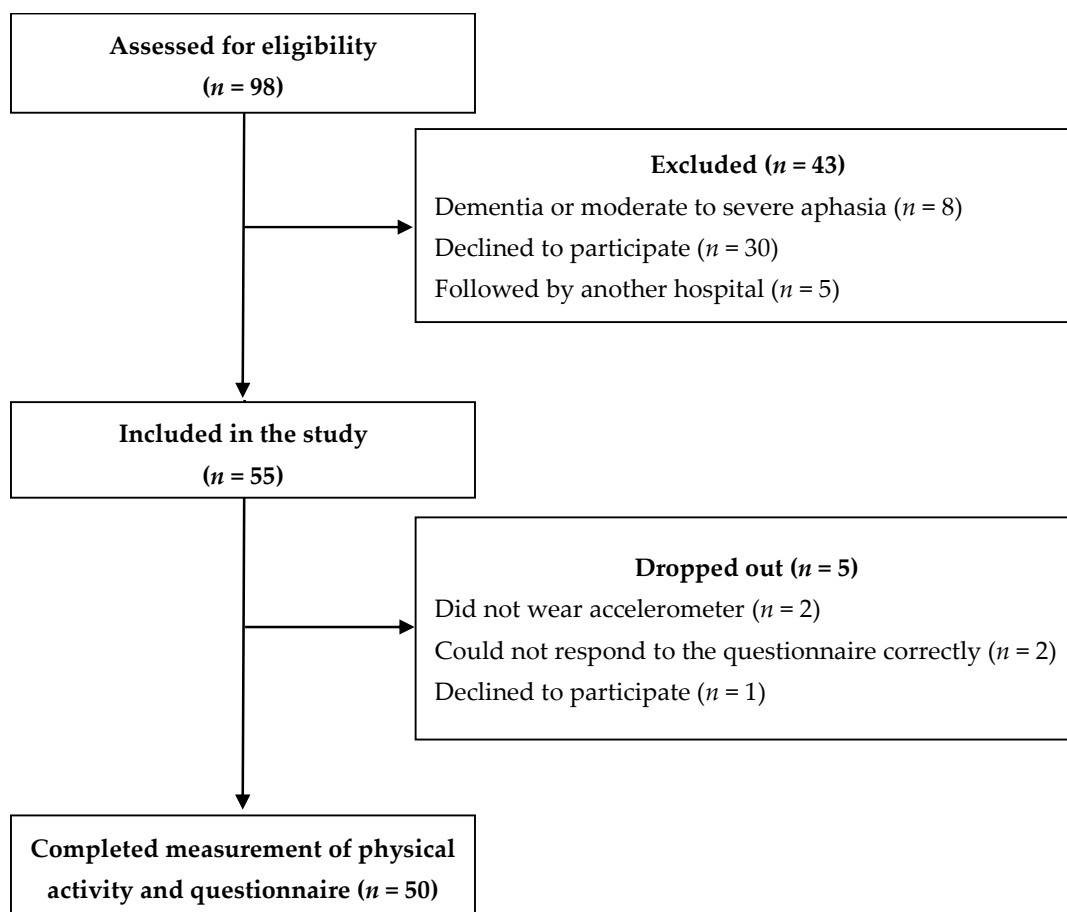 Assessed for eligibility
(n = 98)
Excluded (n = 43)
Dementia or moderate to severe aphasia (n = 8)
Declined to participate (n = 30)
Followed by another hospital (n = 5)
Included in the study
(n = 55)
Dropped out (n = 5)
Did not wear accelerometer (n = 2)
Could not respond to the questionnaire correctly (n = 2)
Declined to participate (n = 1)
Completed measurement of physical
activity and questionnaire (n = 50)